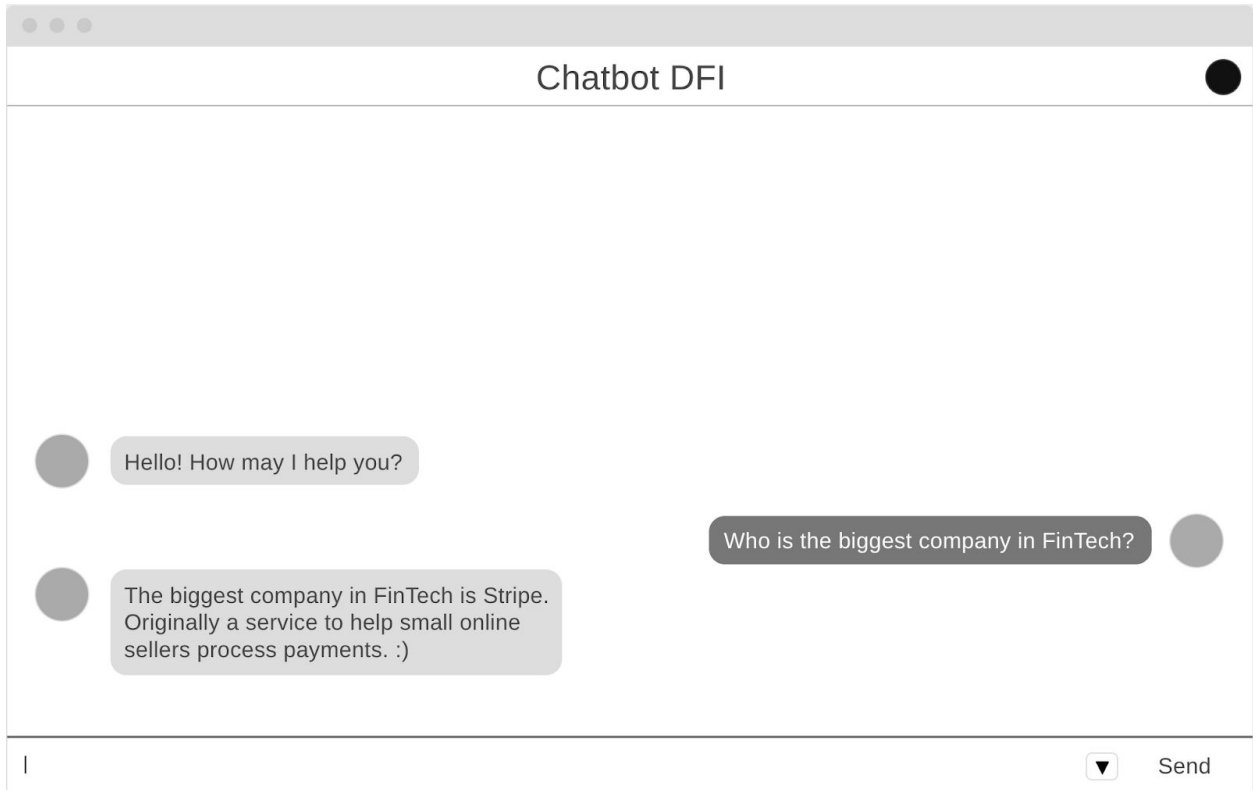 Chatbot DFI
Hello! How may I help you?
Who is the biggest company in FinTech?
The biggest company in FinTech is Stripe.
Originally a service to help small online
sellers process payments. :)
Send